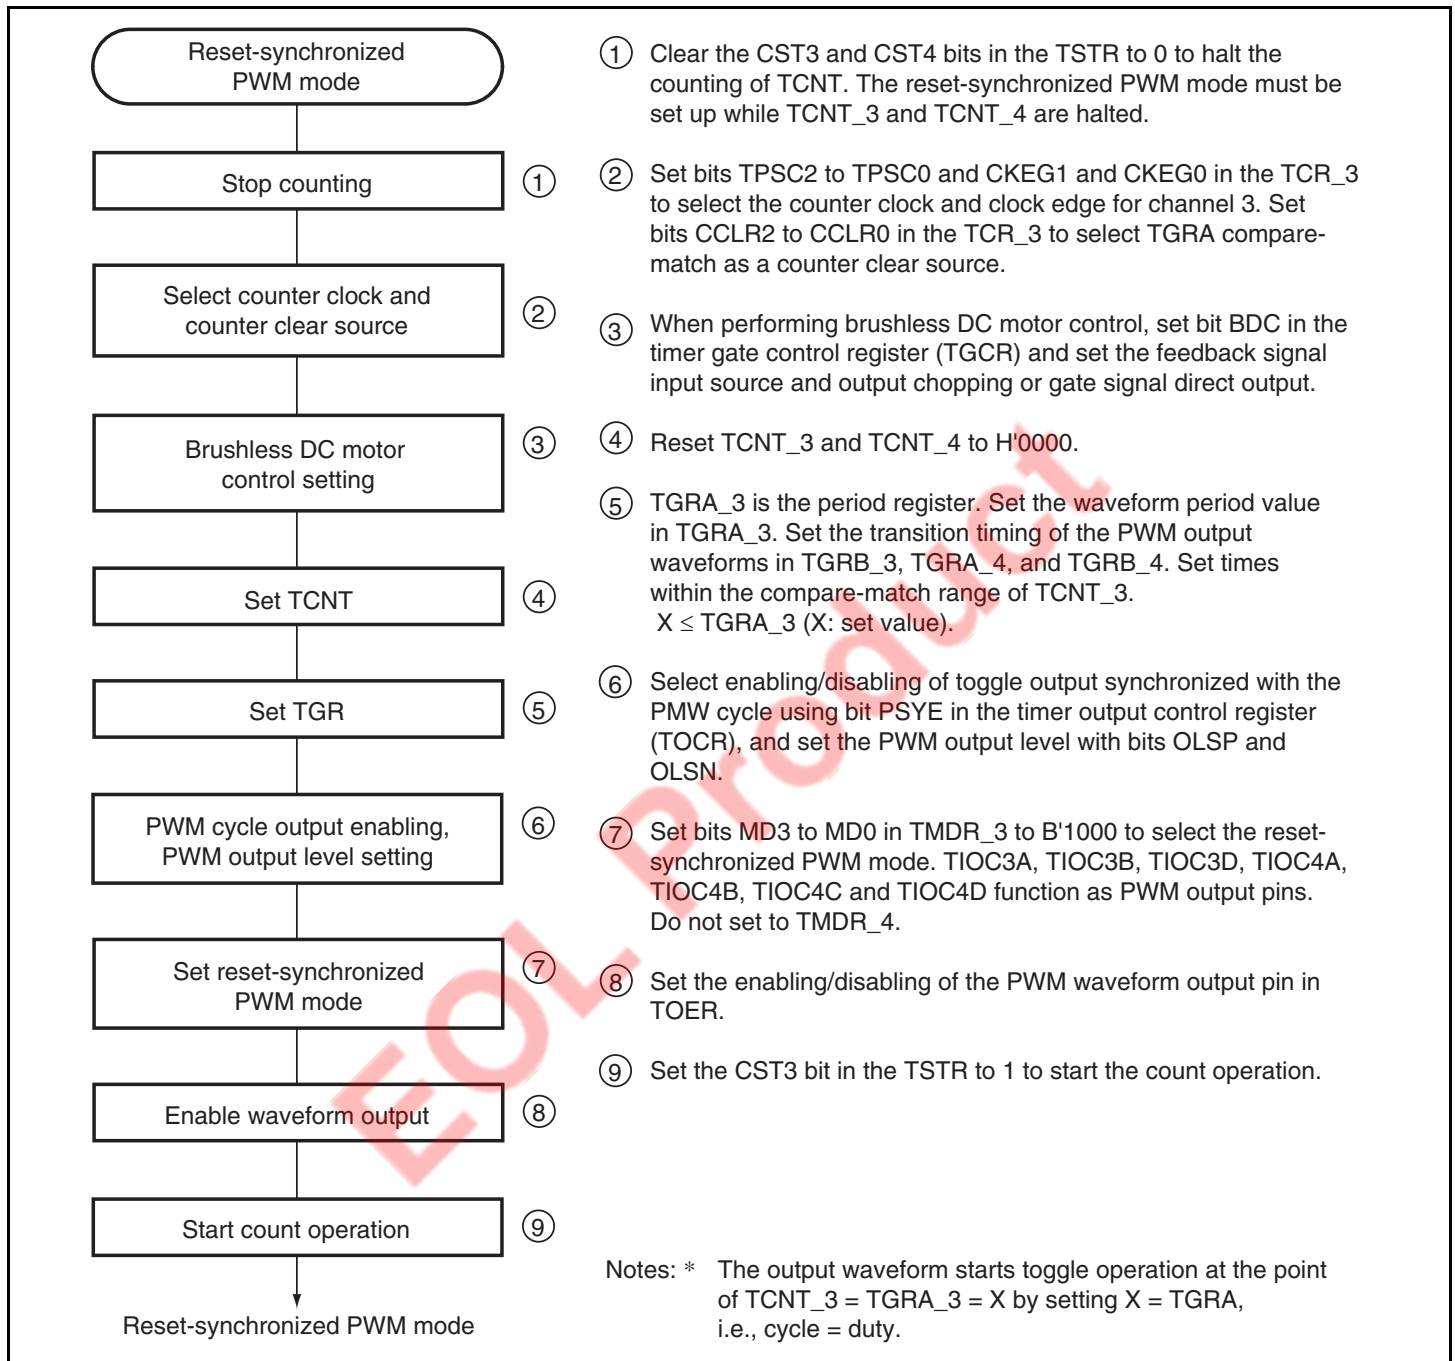 Reset-synchronized
PWM mode
Stop counting
①
Select counter clock and
counter clear source
②
Brushless DC motor
control setting
③
Set TCNT
④
Set TGR
⑤
PWM cycle output enabling,
PWM output level setting
⑥
Set reset-synchronized
PWM mode
⑦
Enable waveform output
⑧
Start count operation
⑨
Reset-synchronized PWM mode
① Clear the CST3 and CST4 bits in the TSTR to 0 to halt the
counting of TCNT. The reset-synchronized PWM mode must be
set up while TCNT_3 and TCNT_4 are halted.
② Set bits TPSC2 to TPSC0 and CKEG1 and CKEG0 in the TCR_3
to select the counter clock and clock edge for channel 3. Set
bits CCLR2 to CCLR0 in the TCR_3 to select TGRA compare-
match as a counter clear source.
③ When performing brushless DC motor control, set bit BDC in the
timer gate control register (TGCR) and set the feedback signal
input source and output chopping or gate signal direct output.
④ Reset TCNT_3 and TCNT_4 to H'0000.
⑤ TGRA_3 is the period register. Set the waveform period value
in TGRA_3. Set the transition timing of the PWM output
waveforms in TGRB_3, TGRA_4, and TGRB_4. Set times
within the compare-match range of TCNT_3.
X ≤ TGRA_3 (X: set value).
⑥ Select enabling/disabling of toggle output synchronized with the
PMW cycle using bit PSYE in the timer output control register
(TOCR), and set the PWM output level with bits OLSP and
OLSN.
⑦ Set bits MD3 to MD0 in TMDR_3 to B'1000 to select the reset-
synchronized PWM mode. TIOC3A, TIOC3B, TIOC3D, TIOC4A,
TIOC4B, TIOC4C and TIOC4D function as PWM output pins.
Do not set to TMDR_4.
⑧ Set the enabling/disabling of the PWM waveform output pin in
TOER.
⑨ Set the CST3 bit in the TSTR to 1 to start the count operation.
Notes: * The output waveform starts toggle operation at the point
of TCNT_3 = TGRA_3 = X by setting X = TGRA,
i.e., cycle = duty.
EOL Product